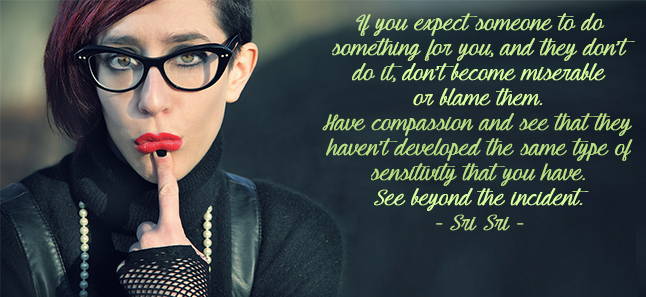 If you expect someone to do
something for you, and they don't
do it, don't become miserable
or blame them.
Have compassion and see that they
haven't developed the same type of
sensitivity that you have.
See beyond the incident.
- Sri Sri -